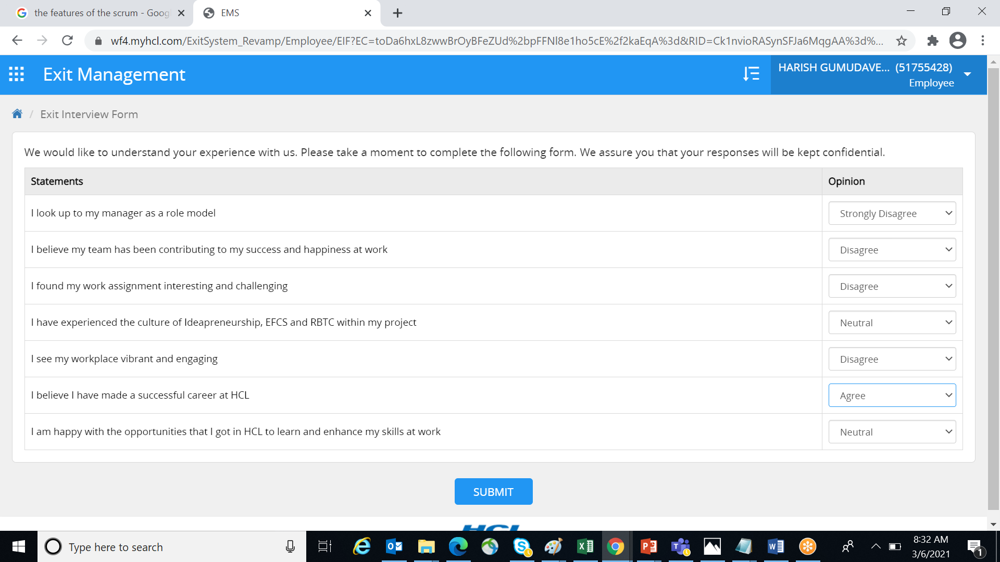 the features of the scrum - Goog
EMS
wf4.myhcl.com/ExitSystem_Revamp/Employee/EIF?EC=toDa6hxL8zwwBrOyBFeZUd%2bpFFNl8e1ho5cE%2f2kaEqA%3d&RID=Ck1nvioRASynSFJa6MqgAA%3d%...
Exit Management
HARISH GUMUDAVE... (51755428)
Employee
/ Exit Interview Form
We would like to understand your experience with us. Please take a moment to complete the following form. We assure you that your responses will be kept confidential.
Statements Opinion
I look up to my manager as a role model Strongly Disagree
I believe my team has been contributing to my success and happiness at work Disagree
I found my work assignment interesting and challenging Disagree
I have experienced the culture of Ideapreneurship, EFCS and RBTC within my project Neutral
I see my workplace vibrant and engaging Disagree
I believe I have made a successful career at HCL Agree
I am happy with the opportunities that I got in HCL to learn and enhance my skills at work Neutral
SUBMIT
HCL
Type here to search
8:32 AM
3/6/2021
1